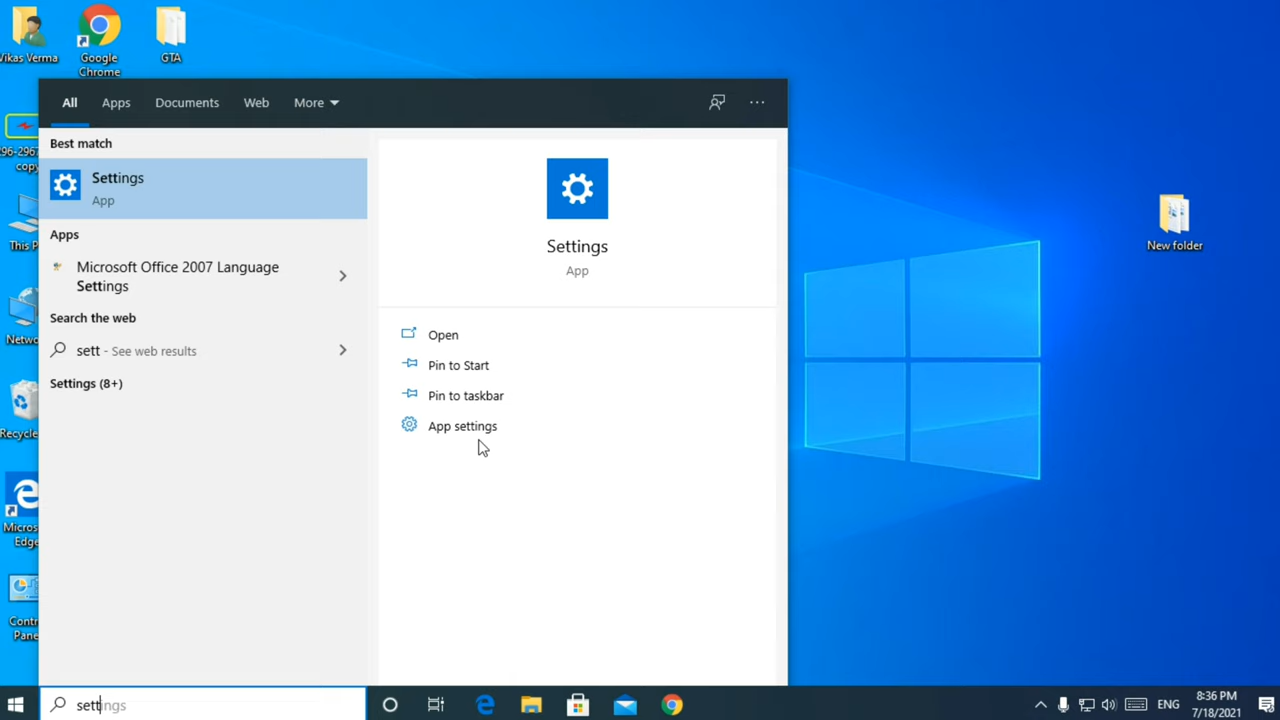 Vikas Verma
Google
Chrome
GTA
All
Apps
Documents
Web
More
Best match
Settings
App
Apps
Microsoft Office 2007 Language
Settings
Search the web
sett - See web results
Settings (8+)
Settings
App
Open
Pin to Start
Pin to taskbar
App settings
296-2967
copy
This P
Netwo
Recycle
Micros
Edge
Contr
Pane
New folder
settings
ENG
8:36 PM
7/18/2021